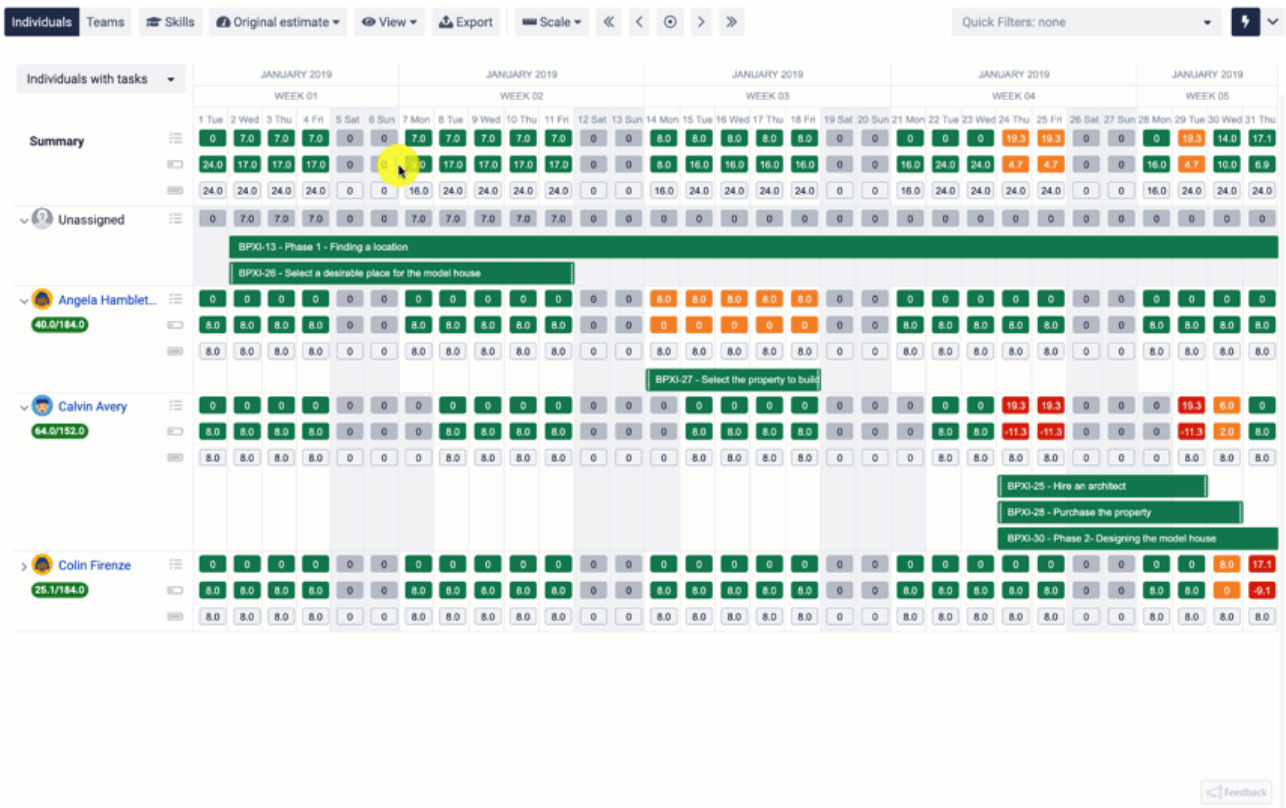 Individuals Teams Skills Original estimate View Export Scale Quick Filters: none
Individuals with tasks
JANUARY 2019 JANUARY 2019 JANUARY 2019 JANUARY 2019 JANUARY 2019
WEEK 01 WEEK 02 WEEK 03 WEEK 04 WEEK 05
1 Tue 2 Wed 3 Thu 4 Fri 5 Sat 6 Sun 7 Mon 8 Tue 9 Wed 10 Thu 11 Fri 12 Sat 13 Sun 14 Mon 15 Tue 16 Wed 17 Thu 18 Fri 19 Sat 20 Sun 21 Mon 22 Tue 23 Wed 24 Thu 25 Fri 26 Sat 27 Sun 28 Mon 29 Tue 30 Wed 31 Thu
Summary 0 7.0 7.0 7.0 0 0 7.0 7.0 7.0 7.0 7.0 0 0 8.0 8.0 8.0 8.0 8.0 0 0 0 0 0 19.3 19.3 0 0 0 19.3 14.0 17.1
24.0 17.0 17.0 17.0 0 0 17.0 17.0 17.0 17.0 0 0 8.0 16.0 16.0 16.0 16.0 0 0 16.0 24.0 24.0 4.7 4.7 0 0 16.0 4.7 10.0 6.9
24.0 24.0 24.0 24.0 0 0 16.0 24.0 24.0 24.0 24.0 0 0 16.0 24.0 24.0 24.0 24.0 0 0 16.0 24.0 24.0 24.0 24.0 0 0 16.0 24.0 24.0 24.0
Unassigned 0 7.0 7.0 7.0 0 0 7.0 7.0 7.0 7.0 7.0 0 0 0 0 0 0 0 0 0 0 0 0 0 0 0 0 0 0 0 0
BPXI-13 - Phase 1 - Finding a location
BPXI-26 - Select a desirable place for the model house
Angela Hamblet... 0 0 0 0 0 0 0 0 0 0 0 0 0 8.0 8.0 8.0 8.0 8.0 0 0 0 0 0 0 0 0 0 0 0 0 0
40.0/184.0 8.0 8.0 8.0 8.0 0 0 8.0 8.0 8.0 8.0 8.0 0 0 0 0 0 0 0 0 0 8.0 8.0 8.0 8.0 8.0 0 0 8.0 8.0 8.0 8.0
8.0 8.0 8.0 8.0 0 0 8.0 8.0 8.0 8.0 8.0 0 0 8.0 8.0 8.0 8.0 8.0 0 0 8.0 8.0 8.0 8.0 8.0 0 0 8.0 8.0 8.0 8.0
BPXI-27 - Select the property to build
Calvin Avery 0 0 0 0 0 0 0 0 0 0 0 0 0 0 0 0 0 0 0 0 0 0 0 19.3 19.3 0 0 0 19.3 6.0 0
64.0/152.0 8.0 8.0 8.0 8.0 0 0 0 8.0 8.0 8.0 8.0 0 0 0 8.0 8.0 8.0 8.0 0 0 0 8.0 8.0 -11.3 -11.3 0 0 0 -11.3 2.0 8.0
8.0 8.0 8.0 8.0 0 0 0 8.0 8.0 8.0 8.0 0 0 0 8.0 8.0 8.0 8.0 0 0 0 8.0 8.0 8.0 8.0 0 0 0 8.0 8.0 8.0
BPXI-25 - Hire an architect
BPXI-28 - Purchase the property
BPXI-30 - Phase 2- Designing the model house
Colin Firenze 0 0 0 0 0 0 0 0 0 0 0 0 0 0 0 0 0 0 0 0 0 0 0 0 0 0 0 0 0 8.0 17.1
25.1/184.0 8.0 8.0 8.0 8.0 0 0 8.0 8.0 8.0 8.0 8.0 0 0 8.0 8.0 8.0 8.0 8.0 0 0 8.0 8.0 8.0 8.0 8.0 0 0 8.0 8.0 0 -9.1
8.0 8.0 8.0 8.0 0 0 8.0 8.0 8.0 8.0 8.0 0 0 8.0 8.0 8.0 8.0 8.0 0 0 8.0 8.0 8.0 8.0 8.0 0 0 8.0 8.0 8.0 8.0
Feedback